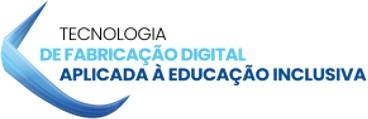 TECNOLOGIA
DE FABRICAÇÃO DIGITAL
APLICADA À EDUCAÇÃO INCLUSIVA